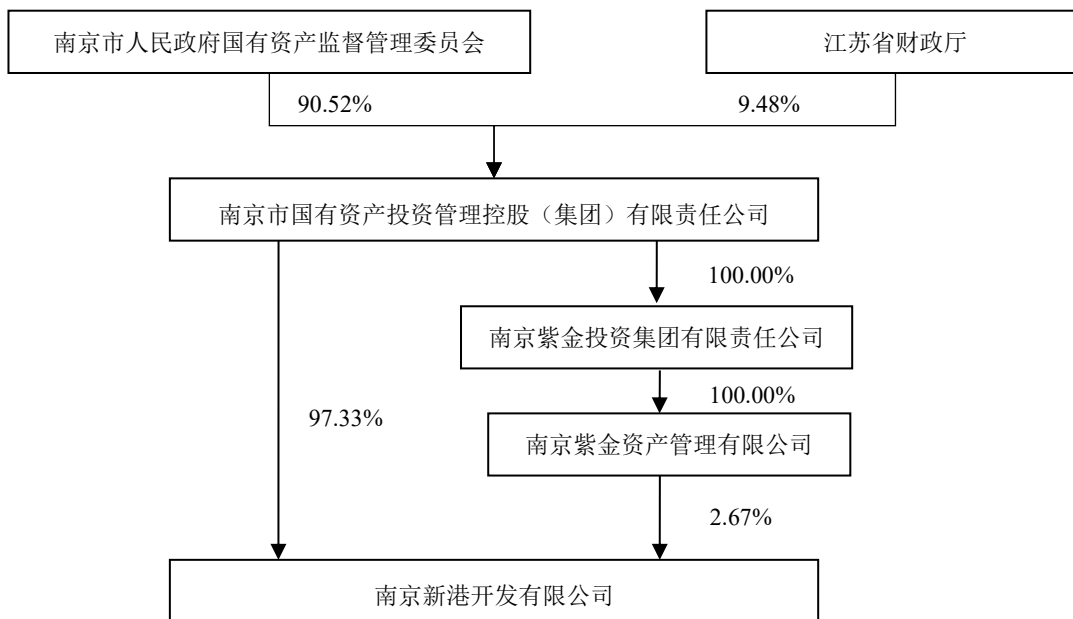 南京市人民政府国有资产监督管理委员会
江苏省财政厅
90.52%
9.48%
南京市国有资产投资管理控股（集团）有限责任公司
100.00%
南京紫金投资集团有限责任公司
100.00%
97.33%
南京紫金资产管理有限公司
2.67%
南京新港开发有限公司